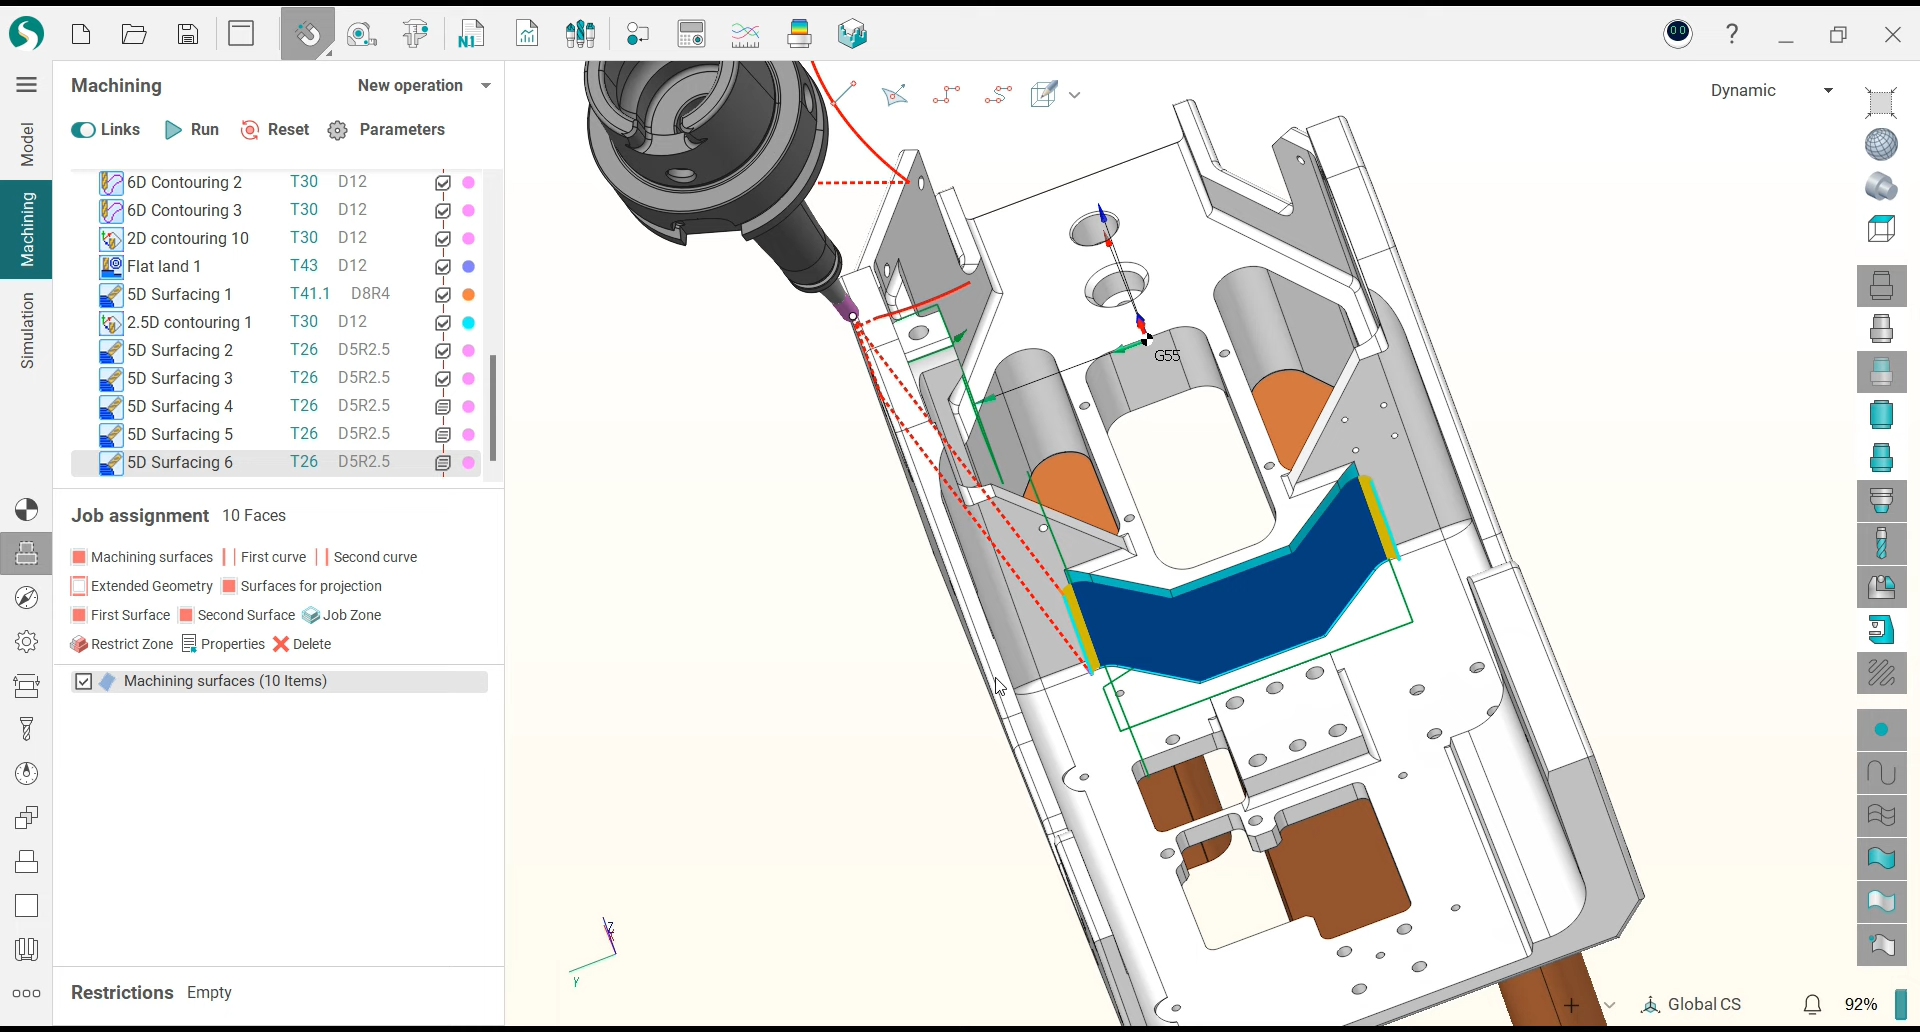 N1
Machining
New operation
Dynamic
Links
Run
Reset
Parameters
Model
Machining
Simulation
6D Contouring 2 T30 D12
6D Contouring 3 T30 D12
2D contouring 10 T30 D12
Flat land 1 T43 D12
5D Surfacing 1 T41.1 D8R4
2.5D contouring 1 T30 D12
5D Surfacing 2 T26 D5R2.5
5D Surfacing 3 T26 D5R2.5
5D Surfacing 4 T26 D5R2.5
5D Surfacing 5 T26 D5R2.5
5D Surfacing 6 T26 D5R2.5
G55
Job assignment 10 Faces
Machining surfaces First curve Second curve
Extended Geometry Surfaces for projection
First Surface Second Surface Job Zone
Restrict Zone Properties Delete
Machining surfaces (10 Items)
Z
Y
Restrictions Empty
Global CS
92%